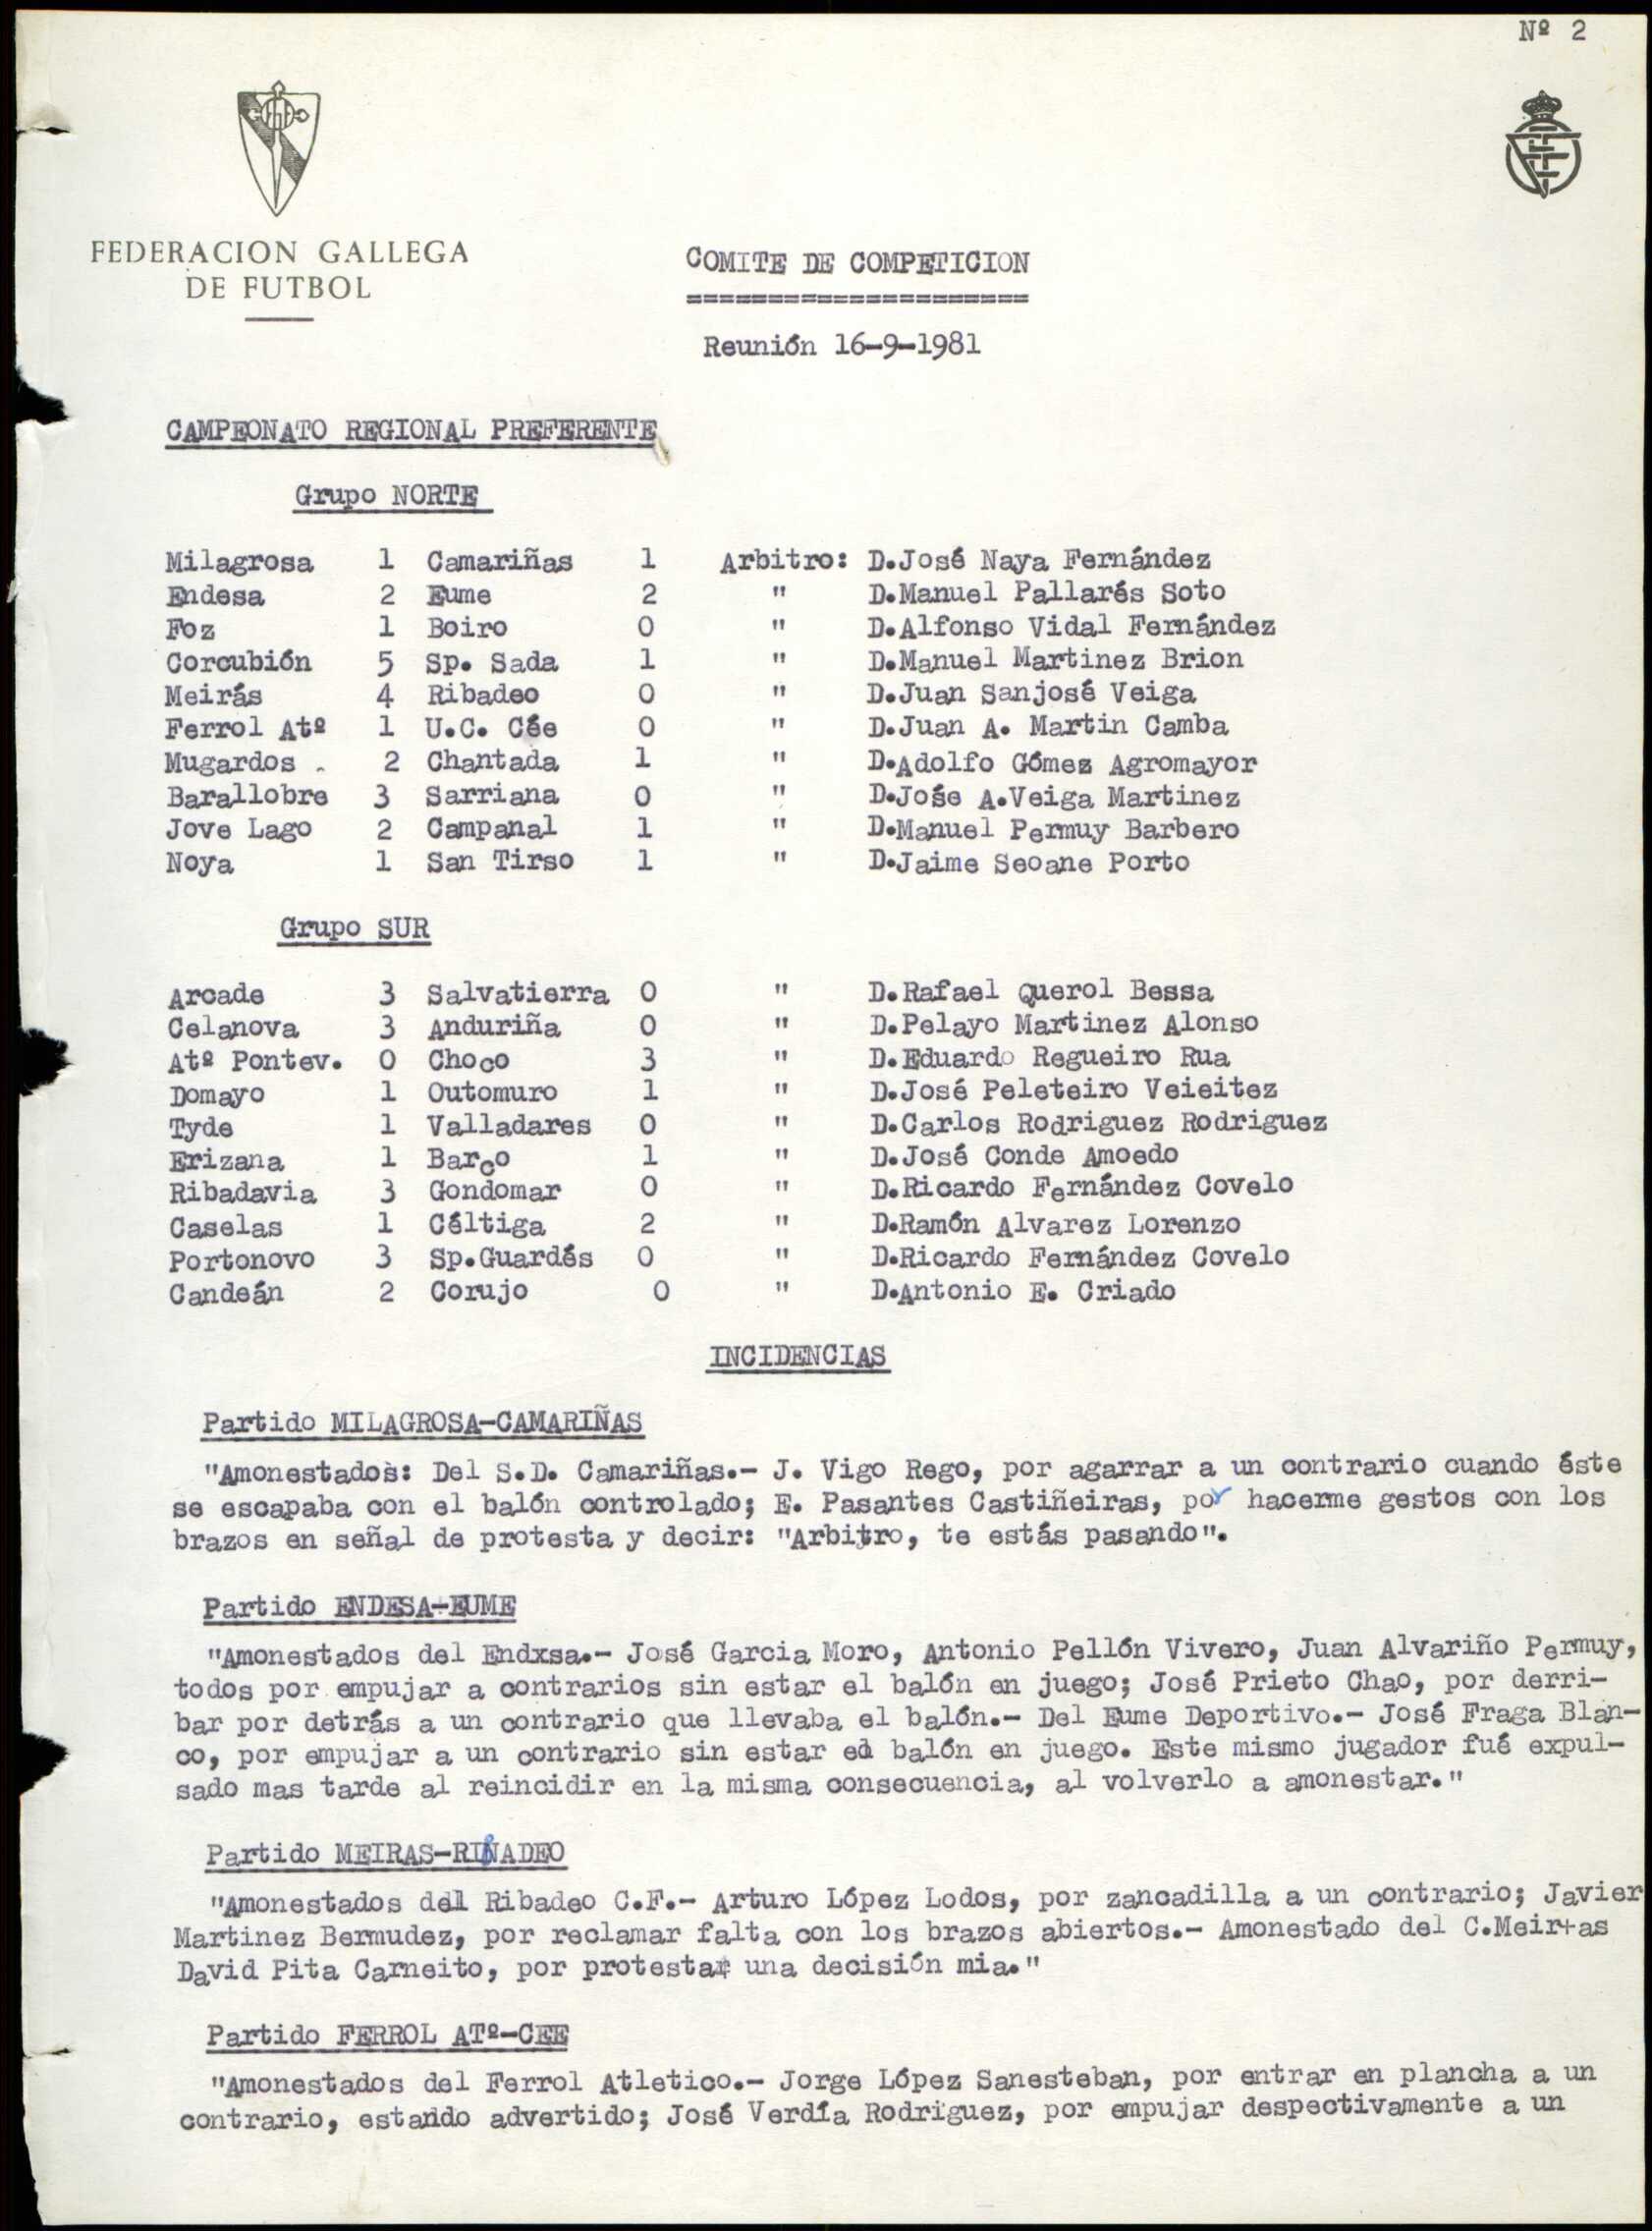 Nº 2
FEDERACION GALLEGA
DE FUTBOL
COMITE DE COMPETICION
=====================
Reunión 16-9-1981
CAMPEONATO REGIONAL PREFERENTE
Grupo NORTE
Milagrosa 1 Camariñas 1 Arbitro: D.José Naya Fernández
Endesa 2 Eume 2 " D.Manuel Pallarés Soto
Foz 1 Boiro 0 " D.Alfonso Vidal Fernández
Corcubión 5 Sp. Sada 1 " D.Manuel Martinez Brion
Meirás 4 Ribadeo 0 " D.Juan Sanjosé Veiga
Ferrol Atº 1 U.C. Cée 0 " D.Juan A. Martin Camba
Mugardos 2 Chantada 1 " D.Adolfo Gómez Agromayor
Barallobre 3 Sarriana 0 " D.Jośe A.Veiga Martinez
Jove Lago 2 Campanal 1 " D.Manuel Permuy Barbero
Noya 1 San Tirso 1 " D.Jaime Seoane Porto
Grupo SUR
Arcade 3 Salvatierra 0 " D.Rafael Querol Bessa
Celanova 3 Anduriña 0 " D.Pelayo Martinez Alonso
Atº Pontev. 0 Choco 3 " D.Eduardo Regueiro Rua
Domayo 1 Outomuro 1 " D.José Peleteiro Veieitez
Tyde 1 Valladares 0 " D.Carlos Rodriguez Rodriguez
Erizana 1 Barco 1 " D.José Conde Amoedo
Ribadavia 3 Gondomar 0 " D.Ricardo Fernández Covelo
Caselas 1 Céltiga 2 " D.Ramón Alvarez Lorenzo
Portonovo 3 Sp.Guardés 0 " D.Ricardo Fernández Covelo
Candeán 2 Corujo 0 " D.Antonio E. Criado
INCIDENCIAS
Partido MILAGROSA-CAMARIÑAS
"Amonestados: Del S.D. Camariñas.- J. Vigo Rego, por agarrar a un contrario cuando éste
se escapaba con el balón controlado; E. Pasantes Castiñeiras, por hacerme gestos con los
brazos en señal de protesta y decir: "Arbitro, te estás pasando".
Partido ENDESA-EUME
"Amonestados del Endxsa.- José Garcia Moro, Antonio Pellón Vivero, Juan Alvariño Permuy,
todos por empujar a contrarios sin estar el balón en juego; José Prieto Chao, por derri-
bar por detrás a un contrario que llevaba el balón.- Del Eume Deportivo.- José Fraga Blan-
co, por empujar a un contrario sin estar el balón en juego. Este mismo jugador fué expul-
sado mas tarde al reincidir en la misma consecuencia, al volverlo a amonestar."
Partido MEIRAS-RIBADEO
"Amonestados del Ribadeo C.F.- Arturo López Lodos, por zancadilla a un contrario; Javier
Martinez Bermudez, por reclamar falta con los brazos abiertos.- Amonestado del C.Meir+as
David Pita Carneito, por protestar una decisión mia."
Partido FERROL ATº-CEE
"Amonestados del Ferrol Atletico.- Jorge López Sanesteban, por entrar en plancha a un
contrario, estando advertido; José Verdía Rodriguez, por empujar despectivamente a un